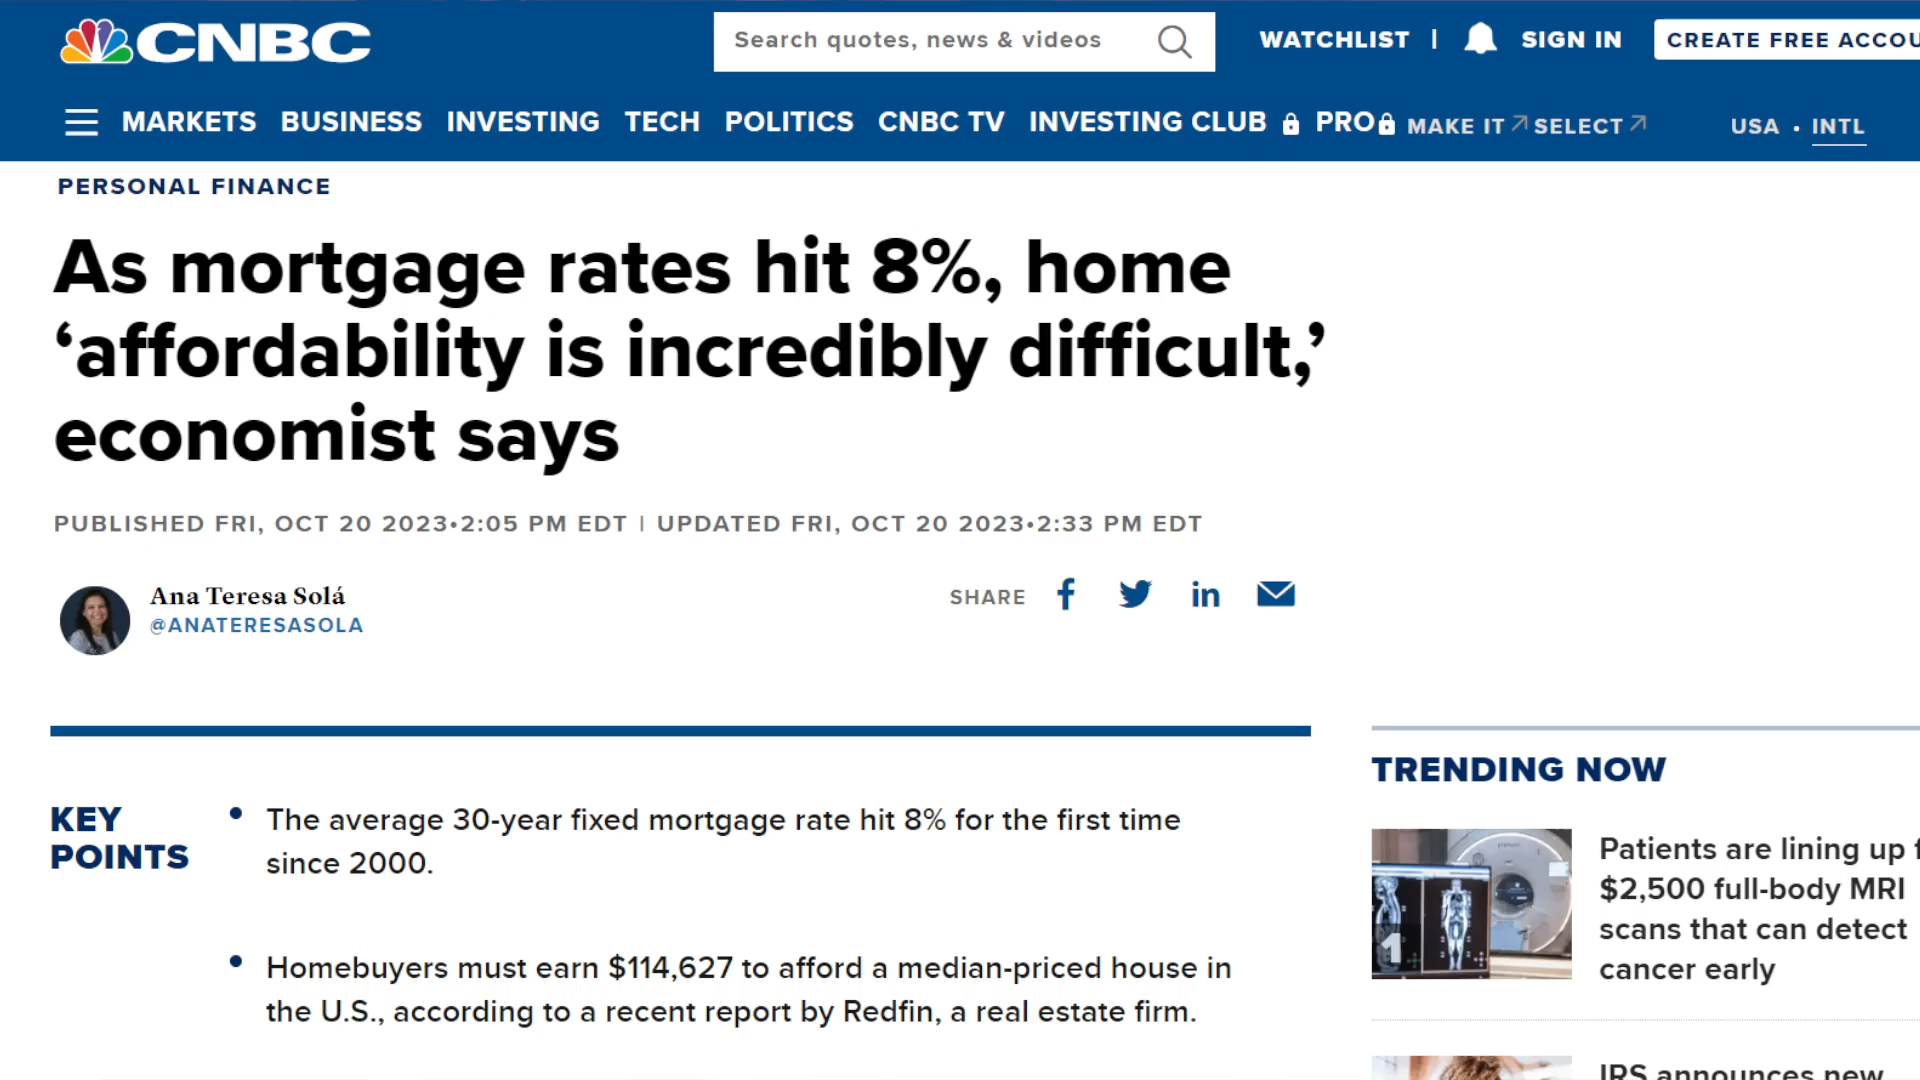 CNBC
Search quotes, news & videos
WATCHLIST | SIGN IN CREATE FREE
MARKETS BUSINESS INVESTING TECH POLITICS CNBC TV INVESTING CLUB PRO MAKE IT SELECT USA • INTL
PERSONAL FINANCE
As mortgage rates hit 8%, home
‘affordability is incredibly difficult,’
economist says
PUBLISHED FRI, OCT 20 2023•2:05 PM EDT | UPDATED FRI, OCT 20 2023•2:33 PM EDT
Ana Teresa Solá
@ANATERESASOLA
SHARE
KEY
POINTS
• The average 30-year fixed mortgage rate hit 8% for the first time
since 2000.
• Homebuyers must earn $114,627 to afford a median-priced house in
the U.S., according to a recent report by Redfin, a real estate firm.
TRENDING NOW
1
Patients are lining up
$2,500 full-body MRI
scans that can detect
cancer early
IRS announces new